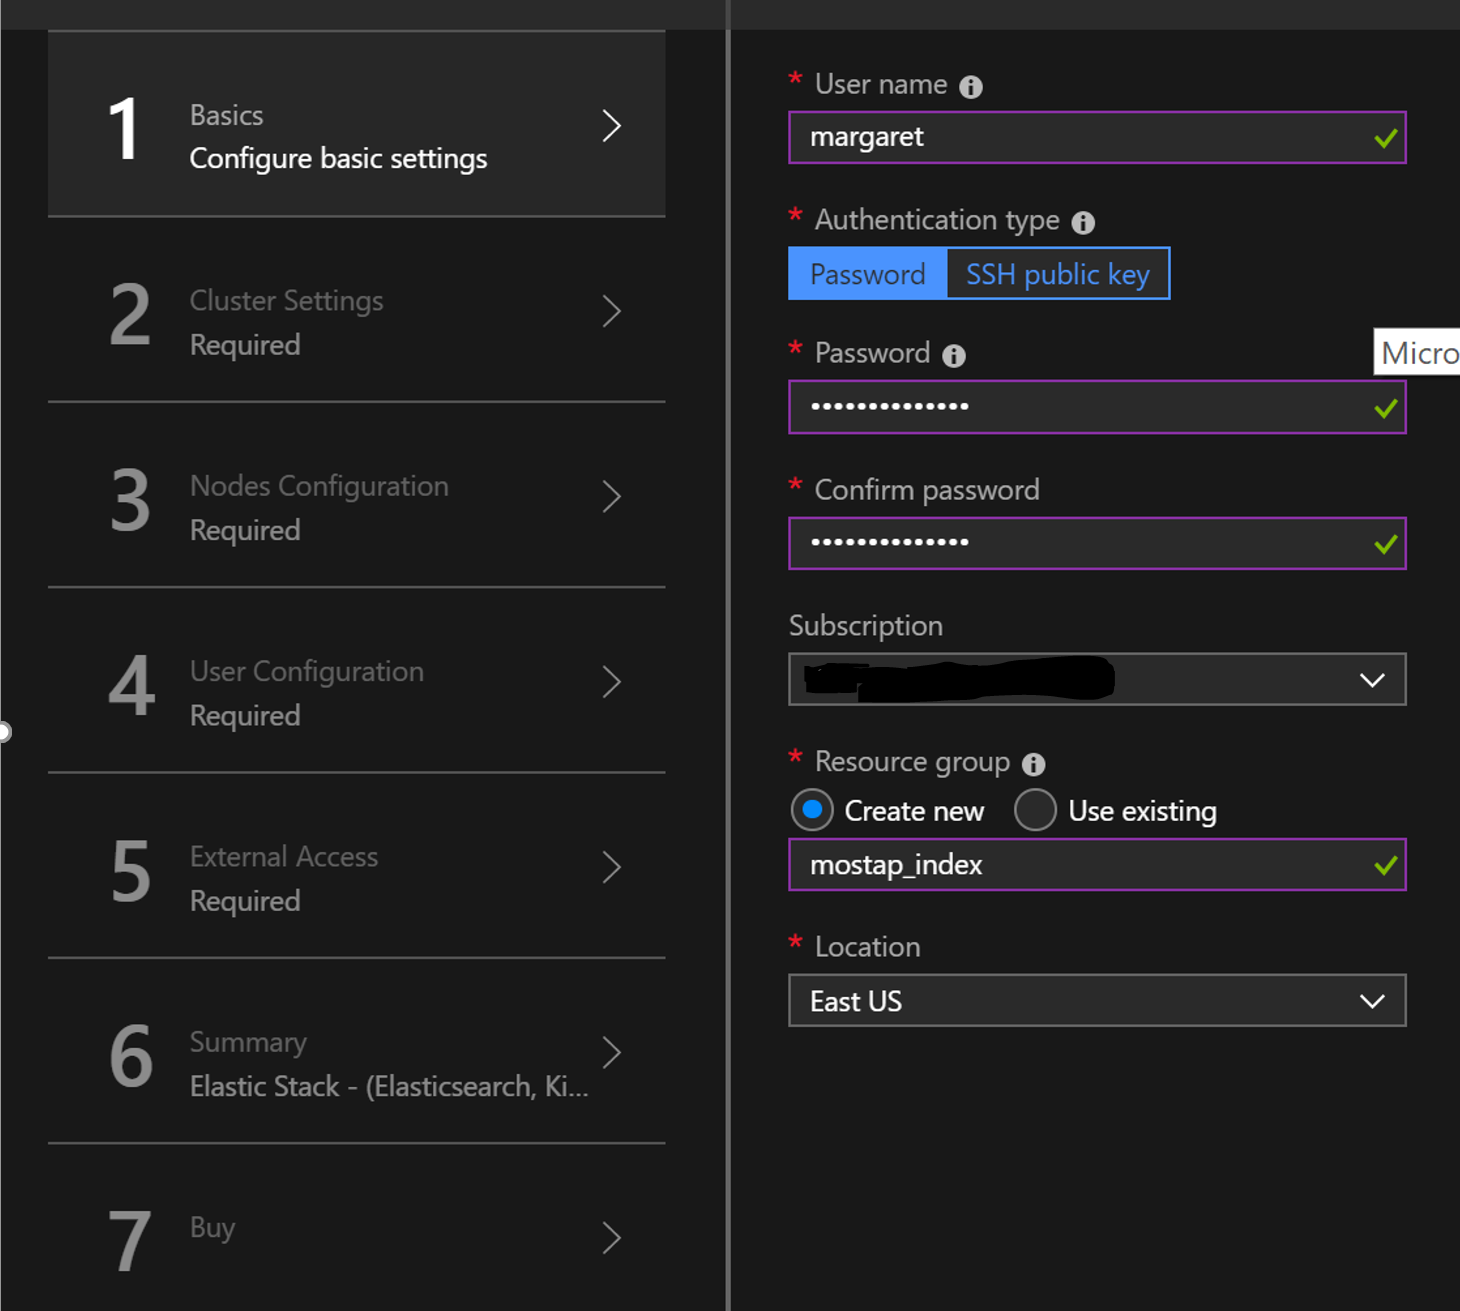 1
Basics
Configure basic settings
2
Cluster Settings
Required
3
Nodes Configuration
Required
4
User Configuration
Required
5
External Access
Required
6
Summary
Elastic Stack - (Elasticsearch, Ki...
7
Buy
* User name
margaret
* Authentication type
Password SSH public key
* Password
Micro
••••••••••••••
* Confirm password
••••••••••••••
Subscription
* Resource group
Create new Use existing
mostap_index
* Location
East US